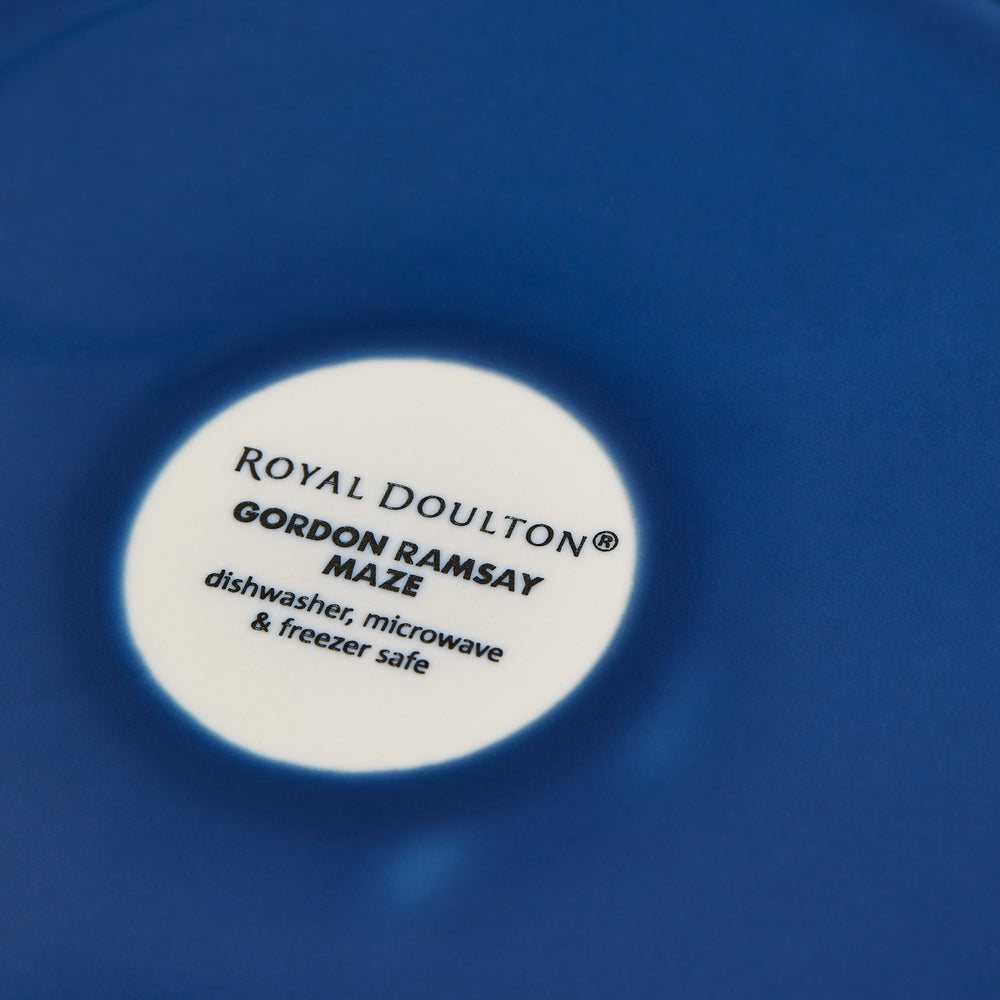 ROYAL DOULTON®
GORDON RAMSAY
MAZE
dishwasher, microwave
& freezer safe